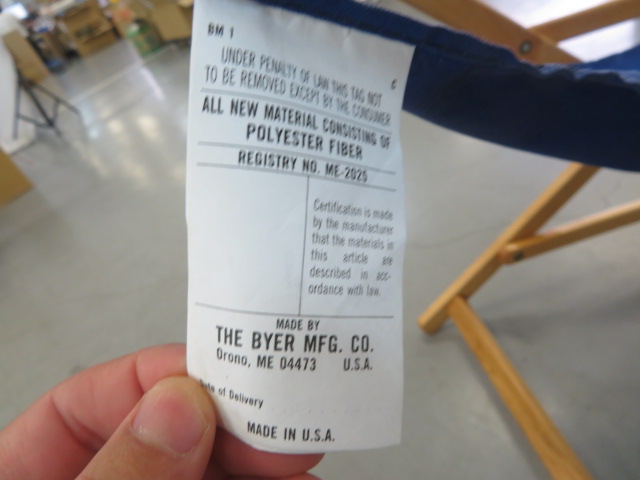 BM 1
C
UNDER PENALTY OF LAW THIS TAG NOT
TO BE REMOVED EXCEPT BY THE CONSUMER
ALL NEW MATERIAL CONSISTING OF
POLYESTER FIBER
REGISTRY NO. ME-2025
Certification is made
by the manufacturer
that the materials in
this article are
described in acc-
ordance with law.
MADE BY
THE BYER MFG. CO.
Orono, ME 04473 U.S.A.
of Delivery
MADE IN U.S.A.